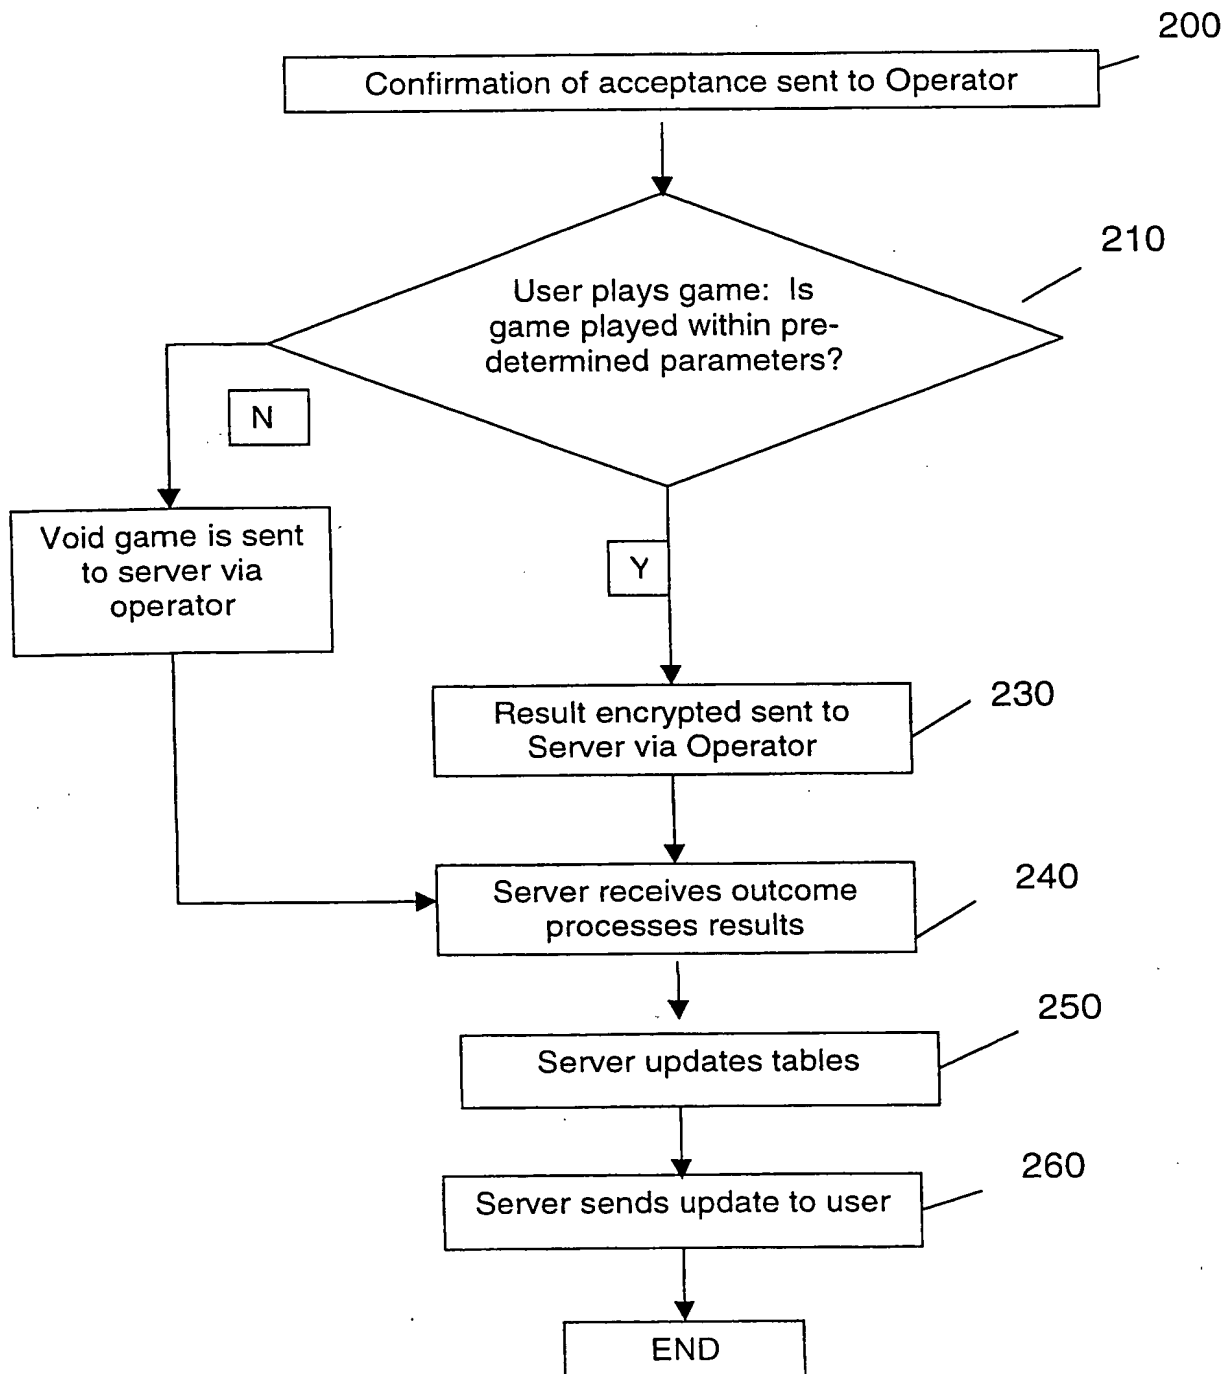 200
Confirmation of acceptance sent to Operator
210
User plays game: Is
game played within pre-
determined parameters?
N
Void game is sent
to server via
operator
Y
230
Result encrypted sent to
Server via Operator
240
Server receives outcome
processes results
250
Server updates tables
260
Server sends update to user
END